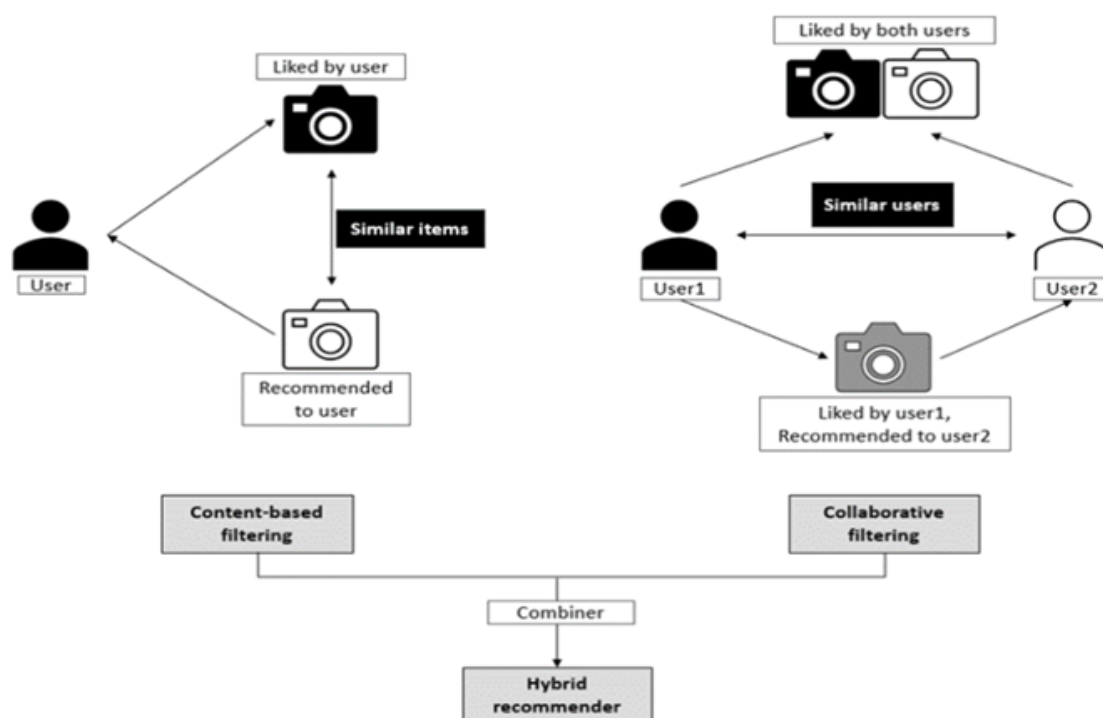 Liked by user
Similar items
User
Recommended
to user
Liked by both users
Similar users
User1
User2
Liked by user1,
Recommended to user2
Content-based
filtering
Collaborative
filtering
Combiner
Hybrid
recommender